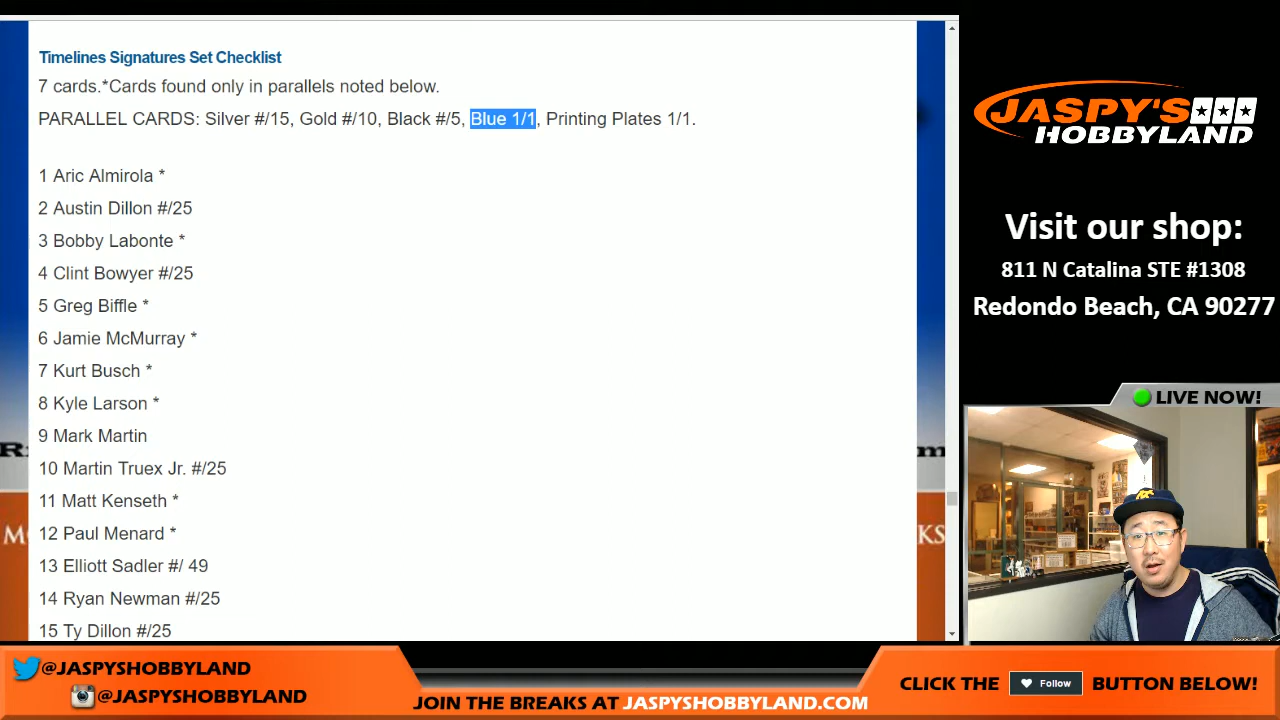 Timelines Signatures Set Checklist
7 cards.*Cards found only in parallels noted below.
PARALLEL CARDS: Silver #/15, Gold #/10, Black #/5, Blue 1/1, Printing Plates 1/1.
1 Aric Almirola *
2 Austin Dillon #/25
3 Bobby Labonte *
4 Clint Bowyer #/25
5 Greg Biffle *
6 Jamie McMurray *
7 Kurt Busch *
8 Kyle Larson *
9 Mark Martin
10 Martin Truex Jr. #/25
11 Matt Kenseth *
12 Paul Menard *
13 Elliott Sadler #/ 49
14 Ryan Newman #/25
15 Ty Dillon #/25
JASPY'S
HOBBYLAND
Visit our shop:
811 N Catalina STE #1308
Redondo Beach, CA 90277
LIVE NOW!
@JASPYSHOBBYLAND
@JASPYSHOBBYLAND
JOIN THE BREAKS AT JASPYSHOBBYLAND.COM
CLICK THE Follow BUTTON BELOW!